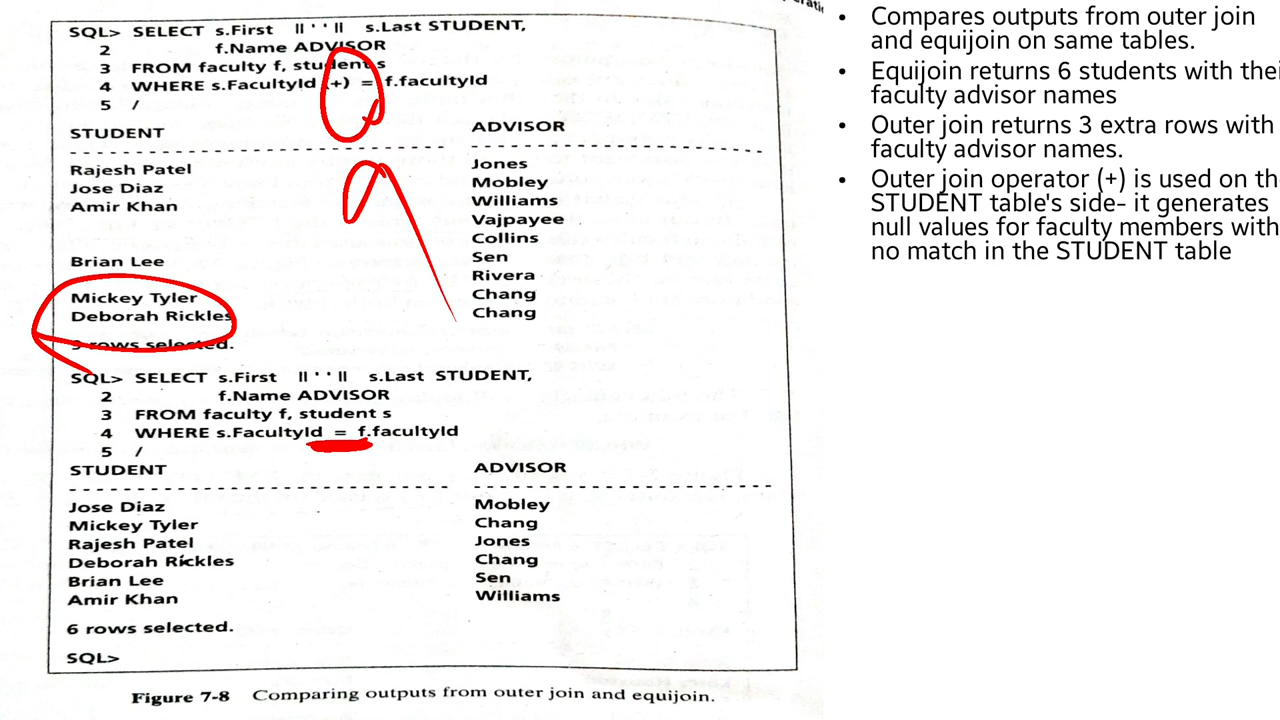 SQL> SELECT s.First || ' ' || s.Last STUDENT,
2 f.Name ADVISOR
3 FROM faculty f, student s
4 WHERE s.FacultyId (+) = f.facultyId
5 /
STUDENT ADVISOR
Rajesh Patel Jones
Jose Diaz Mobley
Amir Khan Williams
Vajpayee
Collins
Brian Lee Sen
Rivera
Mickey Tyler Chang
Deborah Rickles Chang
9 rows selected.
SQL> SELECT s.First || ' ' || s.Last STUDENT,
2 f.Name ADVISOR
3 FROM faculty f, student s
4 WHERE s.FacultyId = f.facultyId
5 /
STUDENT ADVISOR
Jose Diaz Mobley
Mickey Tyler Chang
Rajesh Patel Jones
Deborah Rickles Chang
Brian Lee Sen
Amir Khan Williams
6 rows selected.
SQL>
Figure 7-8 Comparing outputs from outer join and equijoin.
• Compares outputs from outer join
and equijoin on same tables.
• Equijoin returns 6 students with thei
faculty advisor names
• Outer join returns 3 extra rows with
faculty advisor names.
• Outer join operator (+) is used on th
STUDENT table's side- it generates
null values for faculty members with
no match in the STUDENT table